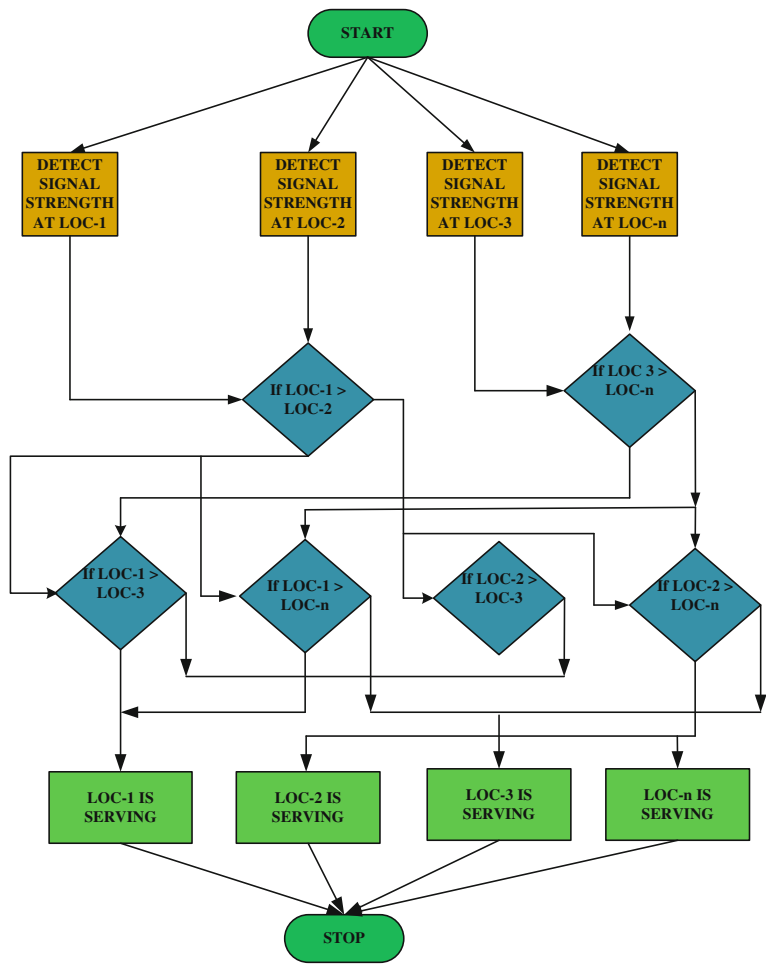 START
DETECT
SIGNAL
STRENGTH
AT LOC-1
DETECT
SIGNAL
STRENGTH
AT LOC-2
DETECT
SIGNAL
STRENGTH
AT LOC-3
DETECT
SIGNAL
STRENGTH
AT LOC-n
If LOC-1 >
LOC-2
If LOC 3 >
LOC-n
If LOC-1 >
LOC-3
If LOC-1 >
LOC-n
If LOC-2 >
LOC-3
If LOC-2 >
LOC-n
LOC-1 IS
SERVING
LOC-2 IS
SERVING
LOC-3 IS
SERVING
LOC-n IS
SERVING
STOP